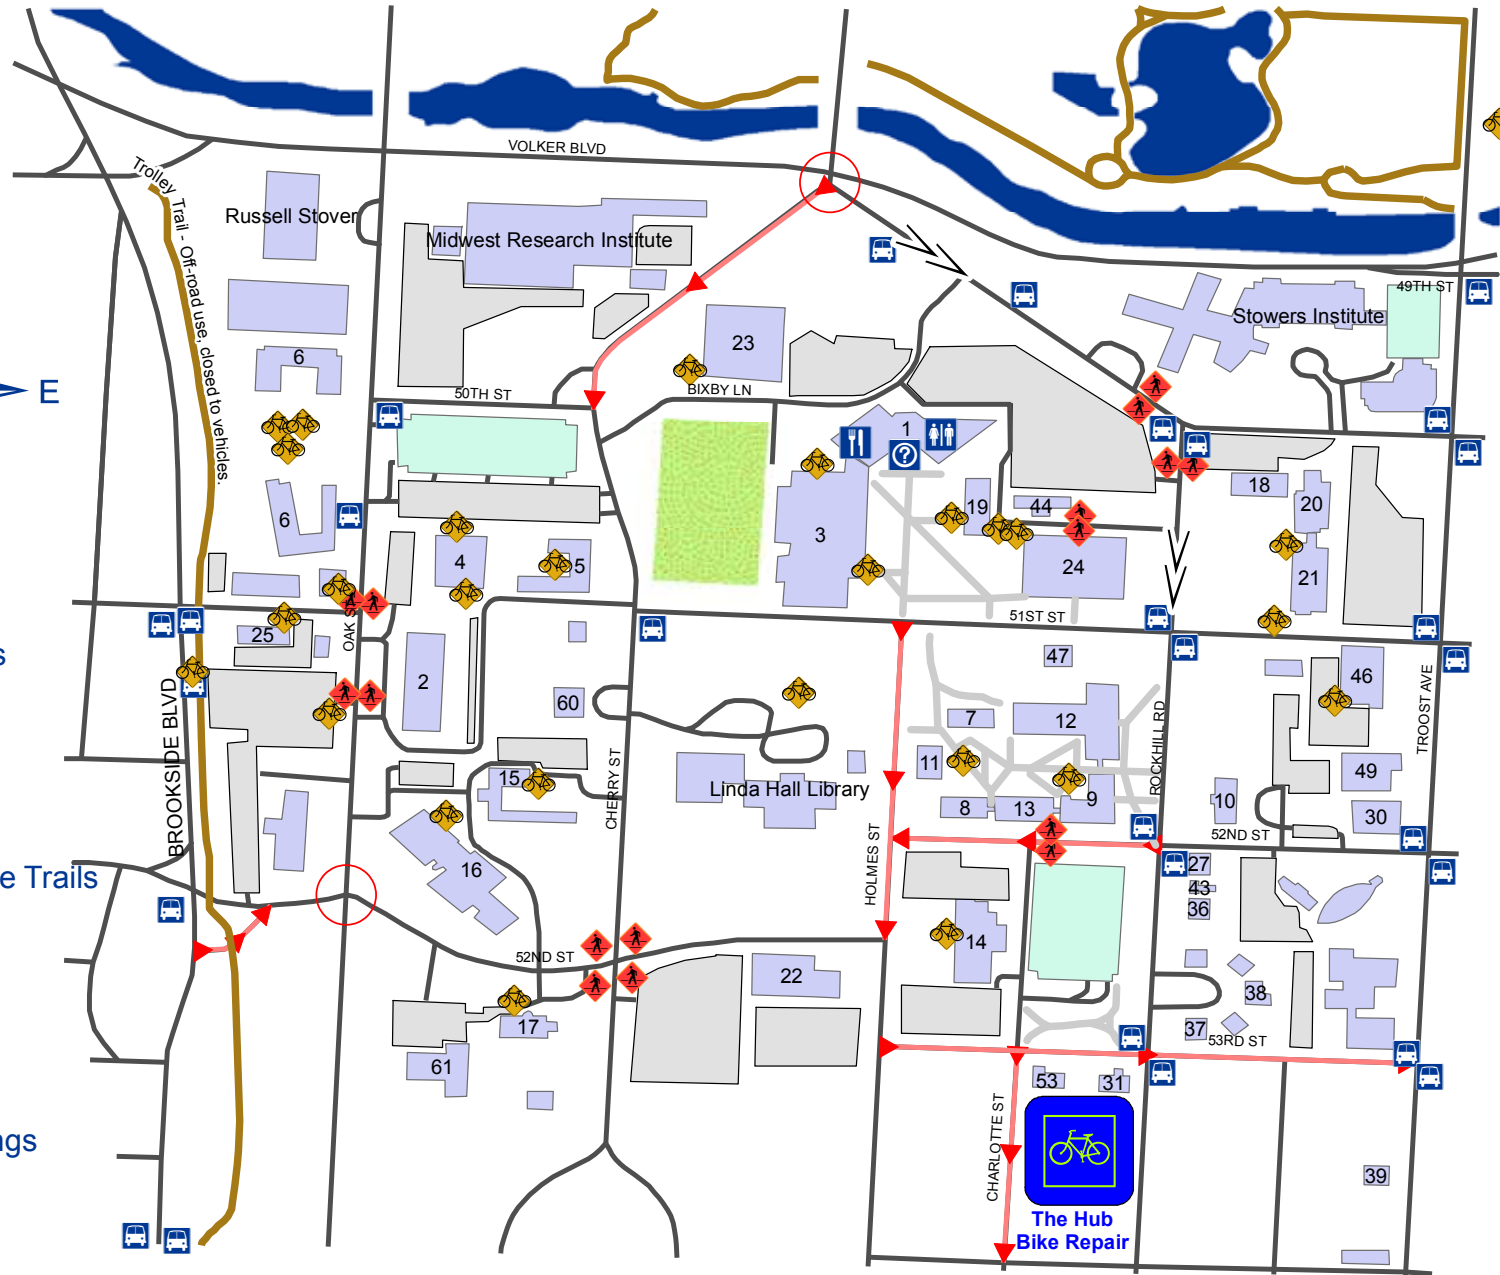 VOLKER BLVD
Trolley Trail - Off-road use, closed to vehicles.
Russell Stover
Midwest Research Institute
49TH ST
Stowers Institute
23
6
E
50TH ST
BIXBY LN
1
?
18
19
44
20
6
3
4
5
24
21
51ST ST
OAK S
25
s
47
46
2
60
7
12
BROOKSIDE BLVD
TROOST AVE
ROCKHILL RD
11
49
15
CHERRY ST
Linda Hall Library
9
10
8
13
30
52ND ST
HOLMES ST
16
27
e Trails
43
36
14
52ND ST
22
38
17
37
53RD ST
61
53
31
CHARLOTTE ST
ngs
39
The Hub
Bike Repair